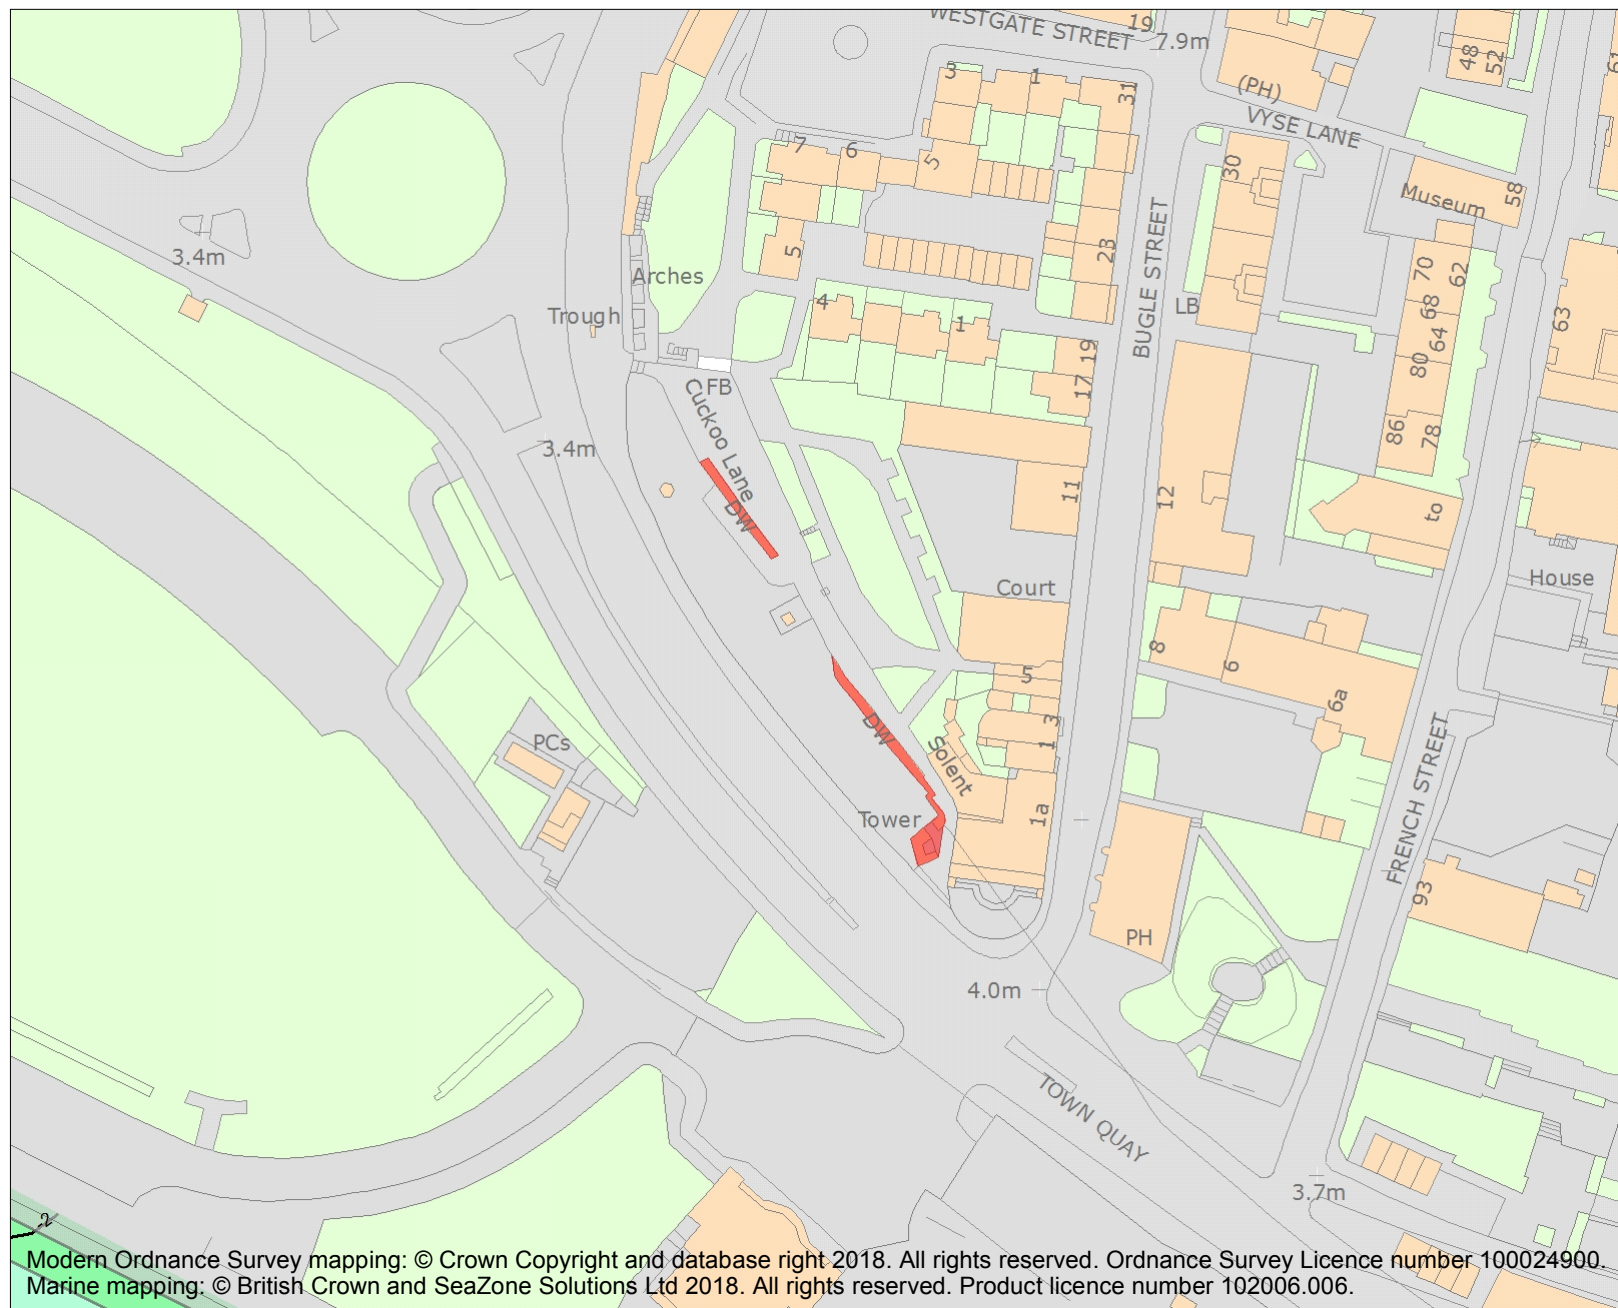 WESTGATE STREET
19
7.9m
48
52
61
(PH)
VYSE LANE
3
1
31
7
6
5
30
Museum
58
5
23
3.4m
Arches
Trough
4
1
BUGLE STREET
LB
70
62
68
64
80
86
78
63
19
17
FB
Cuckoo Lane
3.4m
DW
11
12
to
Court
House
5
8
6
6a
DW
3
1
Solent
PCs
Tower
1a
FRENCH STREET
93
PH
4.0m
TOWN QUAY
3.7m
2
Modern Ordnance Survey mapping: © Crown Copyright and database right 2018. All rights reserved. Ordnance Survey Licence number 100024900.
Marine mapping: © British Crown and SeaZone Solutions Ltd 2018. All rights reserved. Product licence number 102006.006.